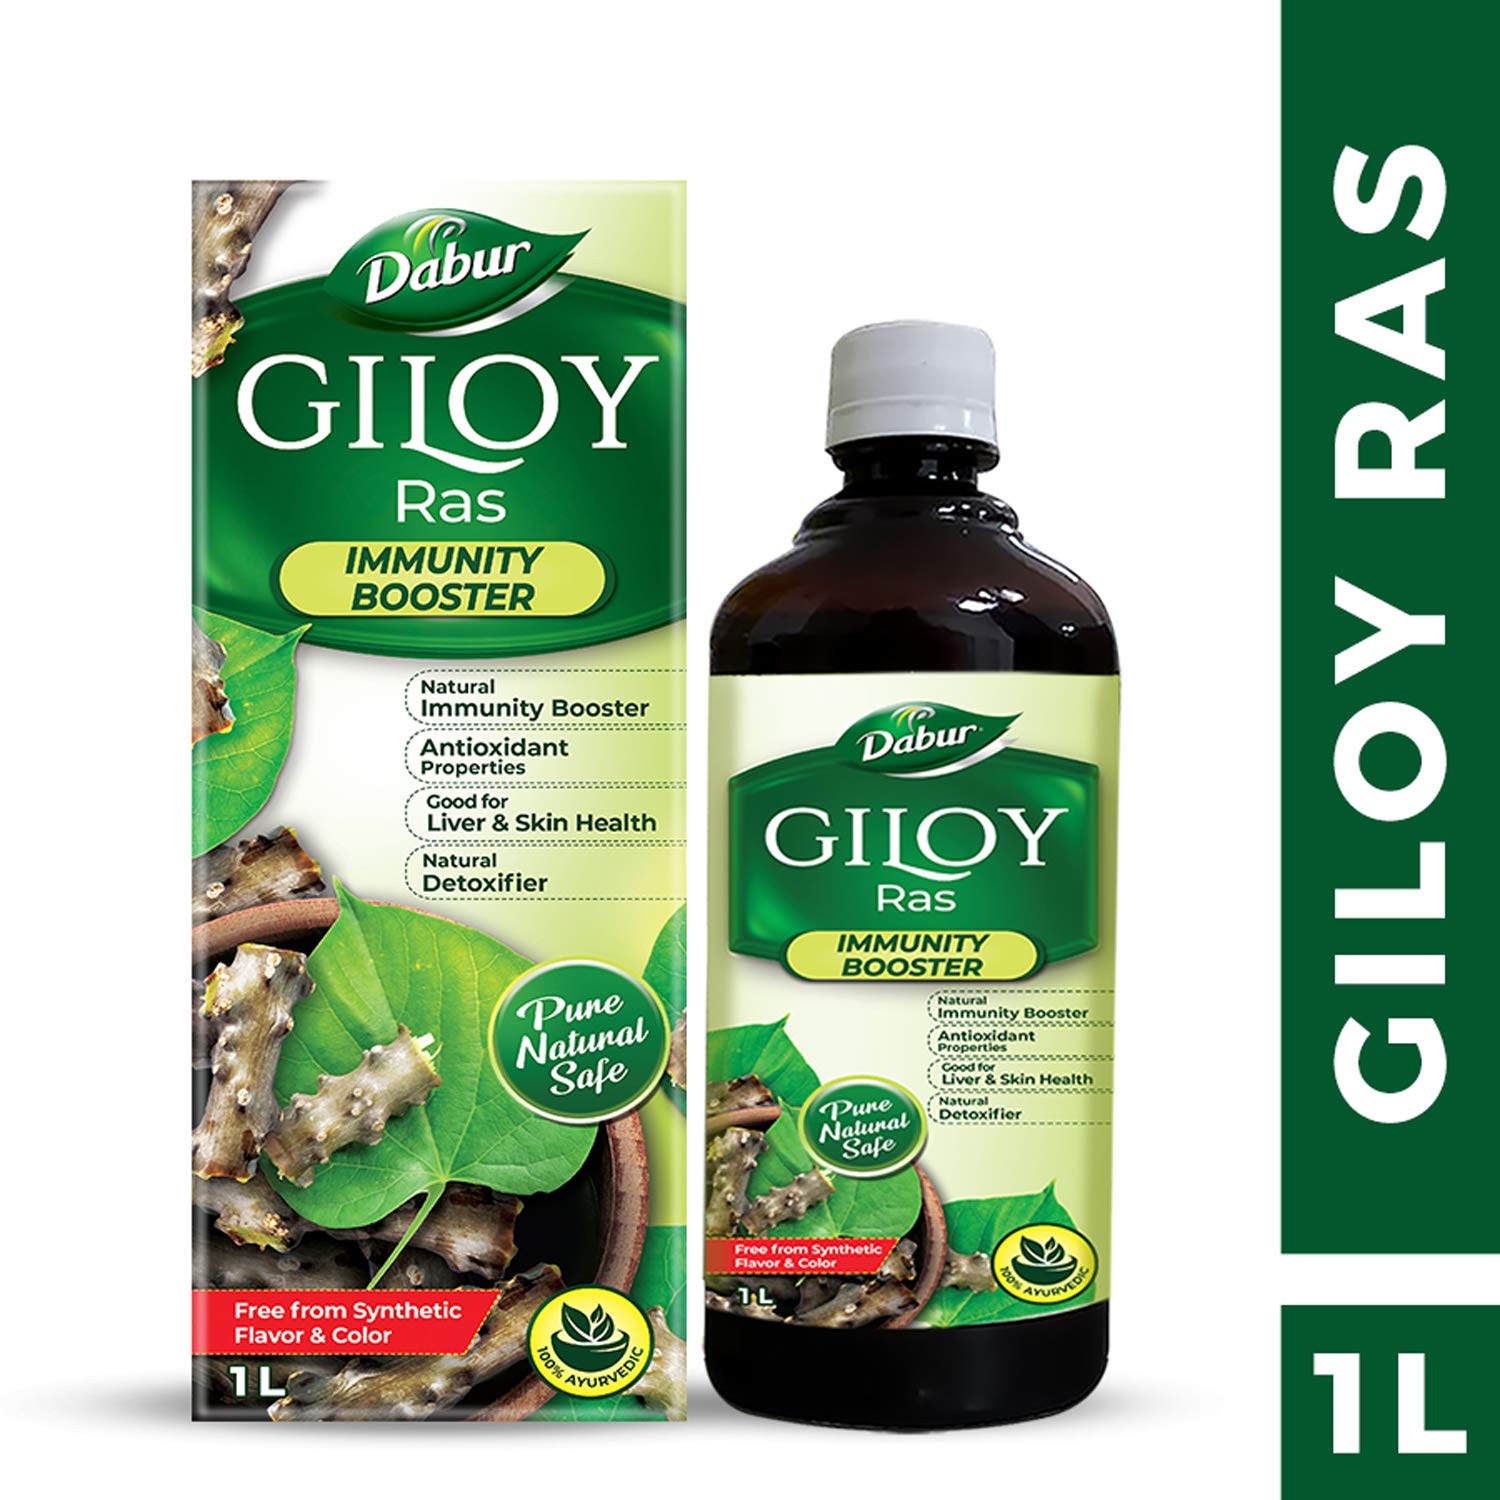 Dabur
GILOY
Ras
IMMUNITY
BOOSTER
Natural
Immunity Booster
Antioxidant
Properties
Good for
Liver & Skin Health
Natural
Detoxifier
Pure
Natural
Safe
Free from Synthetic
Flavor & Color
1 L
100% AYURVEDIC
Dabur
GILOY
Ras
IMMUNITY
BOOSTER
Natural
Immunity Booster
Antioxidant
Properties
Good for
Liver & Skin Health
Natural
Detoxifier
Pure
Natural
Safe
Free from Synthetic
Flavor & Color
1 L
100% AYURVEDIC
GILOY RAS
1L